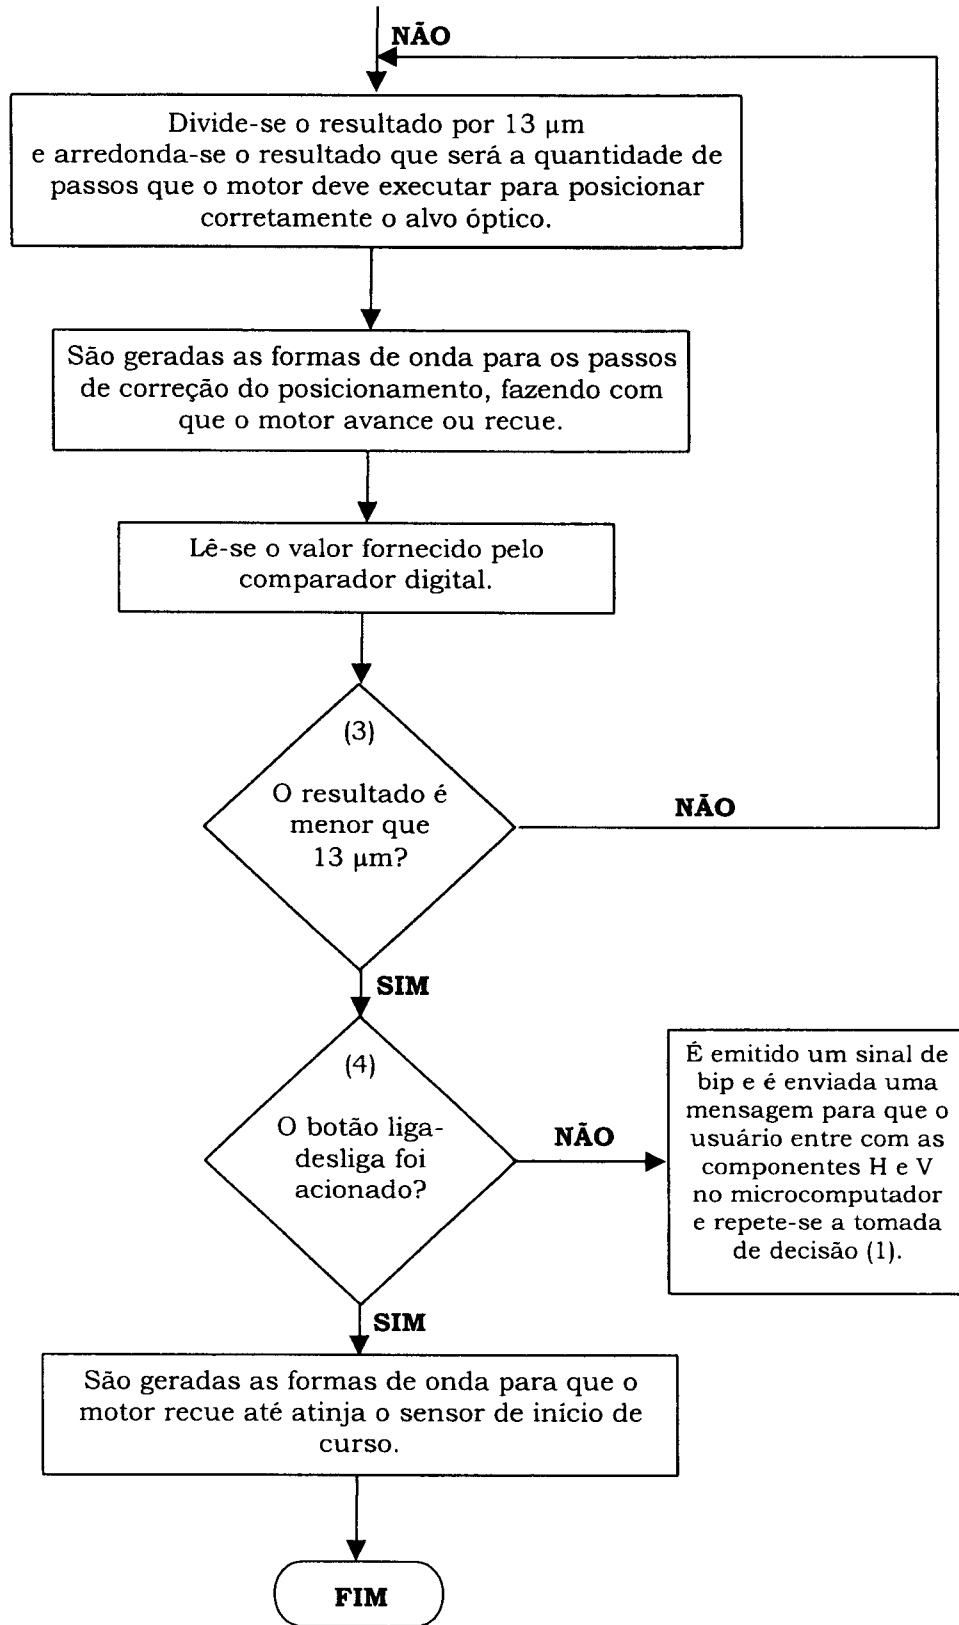 NÃO
Divide-se o resultado por 13 µm
e arredonda-se o resultado que será a quantidade de
passos que o motor deve executar para posicionar
corretamente o alvo óptico.
São geradas as formas de onda para os passos
de correção do posicionamento, fazendo com
que o motor avance ou recue.
Lê-se o valor fornecido pelo
comparador digital.
(3)
O resultado é
menor que
13 µm?
NÃO
SIM
(4)
O botão liga-
desliga foi
acionado?
NÃO
É emitido um sinal de
bip e é enviada uma
mensagem para que o
usuário entre com as
componentes H e V
no microcomputador
e repete-se a tomada
de decisão (1).
SIM
São geradas as formas de onda para que o
motor recue até atinja o sensor de início de
curso.
FIM